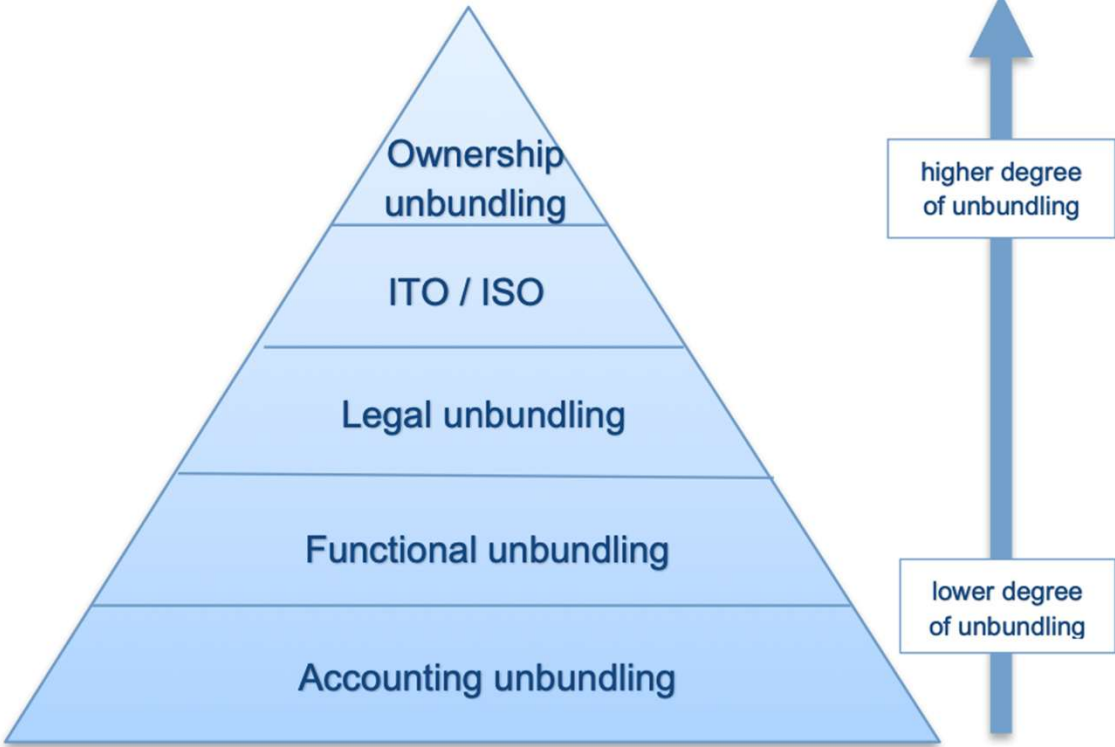 Ownership
unbundling
higher degree
of unbundling
ITO / ISO
Legal unbundling
Functional unbundling
lower degree
of unbundling
Accounting unbundling